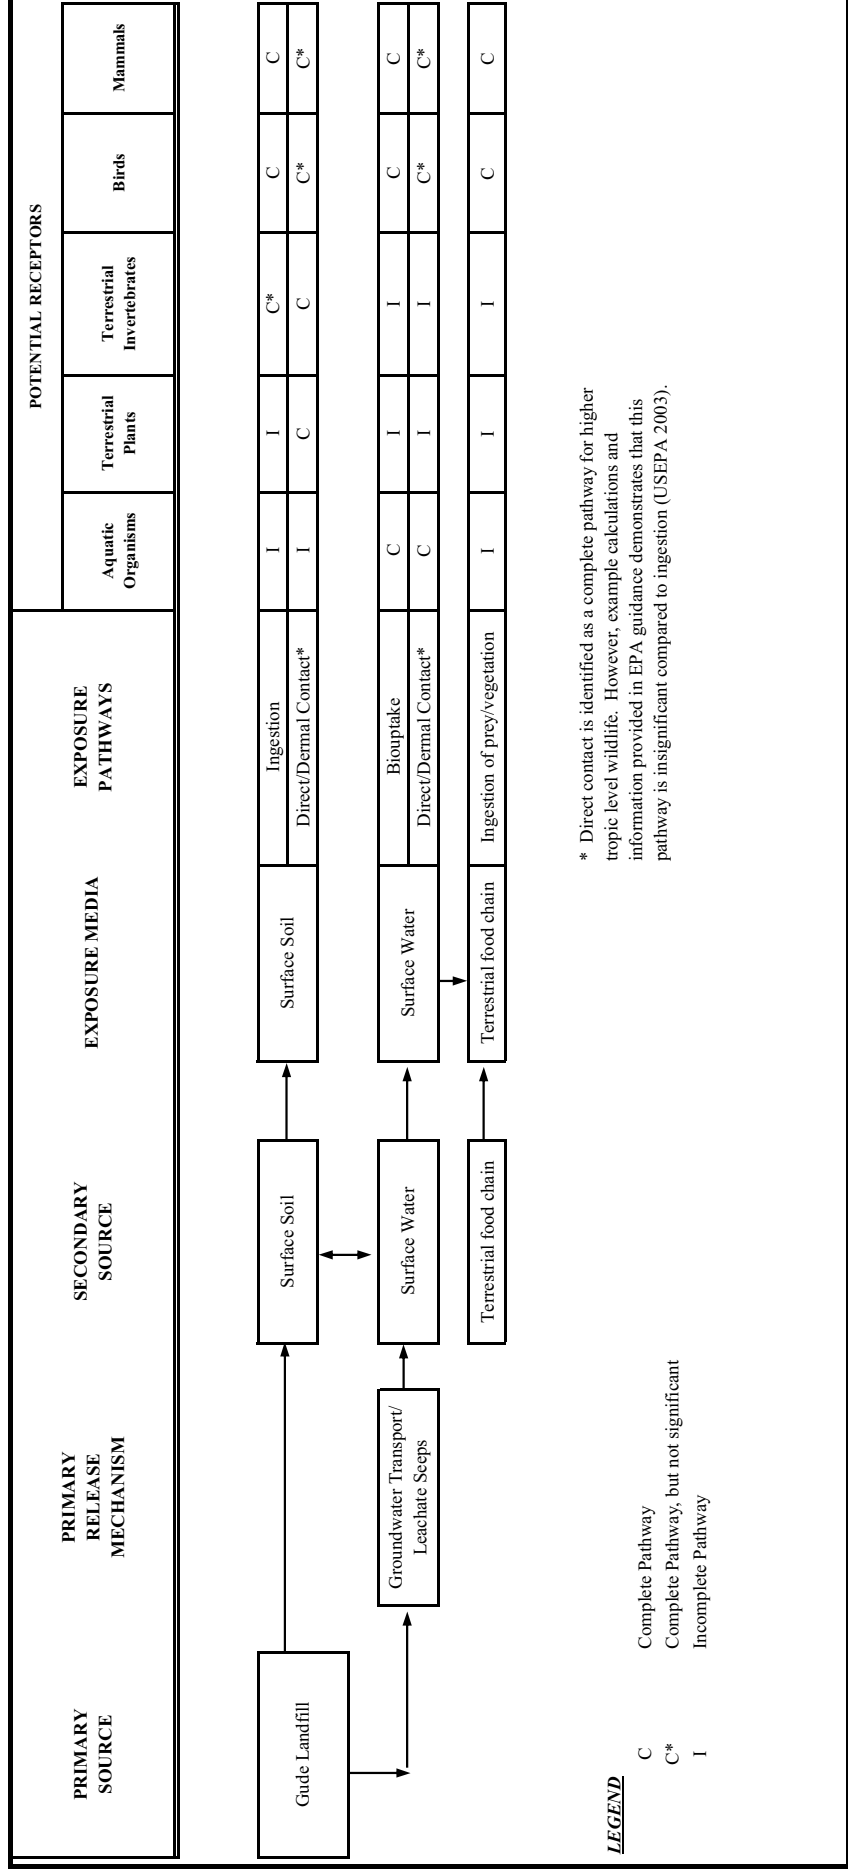 POTENTIAL RECEPTORS
PRIMARY
SOURCE
PRIMARY
RELEASE
MECHANISM
SECONDARY
SOURCE
EXPOSURE MEDIA
EXPOSURE
PATHWAYS
Aquatic
Organisms
Terrestrial
Plants
Terrestrial
Invertebrates
Birds
Mammals
Gude Landfill
Surface Soil
Surface Soil
Ingestion
I
I
C*
C
C
Direct/Dermal Contact*
I
C
C
C*
C*
Groundwater Transport/
Leachate Seeps
Surface Water
Surface Water
Biouptake
C
I
I
C
C
Direct/Dermal Contact*
C
I
I
C*
C*
Terrestrial food chain
Terrestrial food chain
Ingestion of prey/vegetation
I
I
I
C
C
* Direct contact is identified as a complete pathway for higher
tropic level wildlife. However, example calculations and
information provided in EPA guidance demonstrates that this
pathway is insignificant compared to ingestion (USEPA 2003).
LEGEND
C Complete Pathway
C* Complete Pathway, but not significant
I Incomplete Pathway